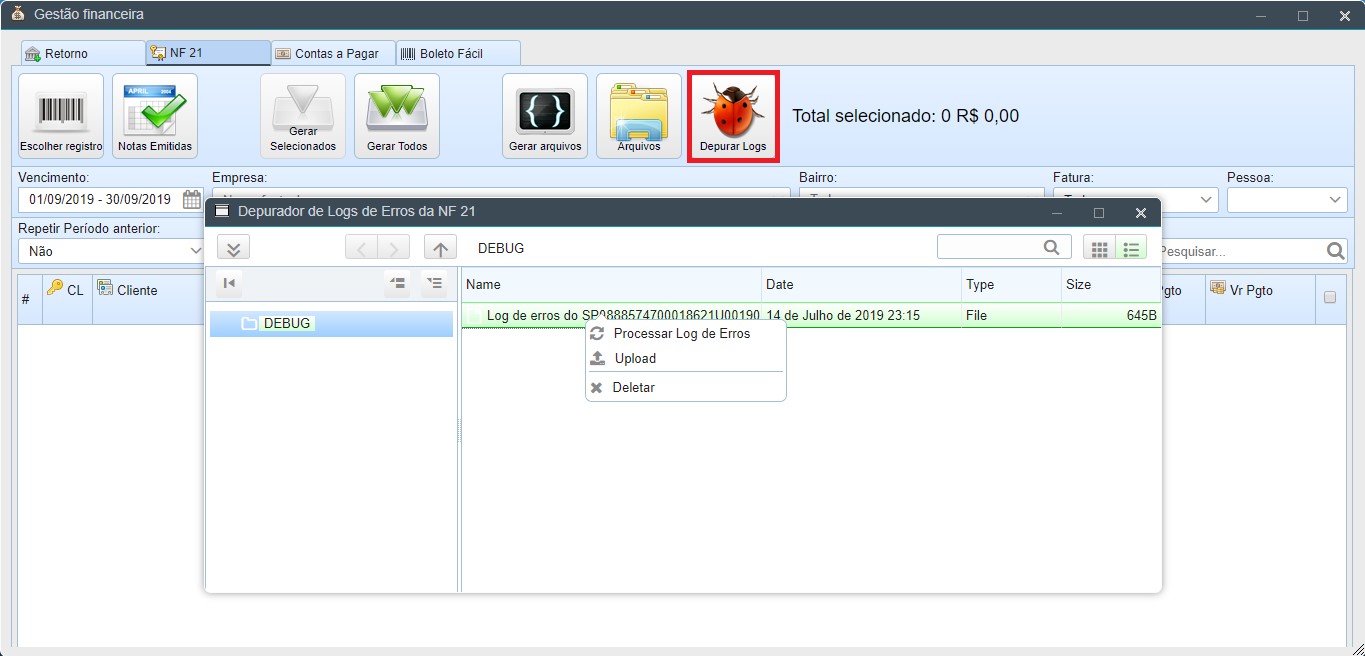 Gestão financeira
Retorno
NF 21
Contas a Pagar
Boleto Fácil
APRIL
Escolher registro
Notas Emitidas
Gerar
Selecionados
Gerar Todos
Gerar arquivos
Arquivos
Depurar Logs
Total selecionado: 0 R$ 0,00
Vencimento:
Empresa:
Bairro:
Fatura:
Pessoa:
01/09/2019 - 30/09/2019
Repetir Período anterior:
Não
Pesquisar...
#
CL
Cliente
Pgto
Vr Pgto
Depurador de Logs de Erros da NF 21
DEBUG
Name
Date
Type
Size
DEBUG
Log de erros do 14 de Julho de 2019 23:15 File 645B
Processar Log de Erros
Upload
Deletar